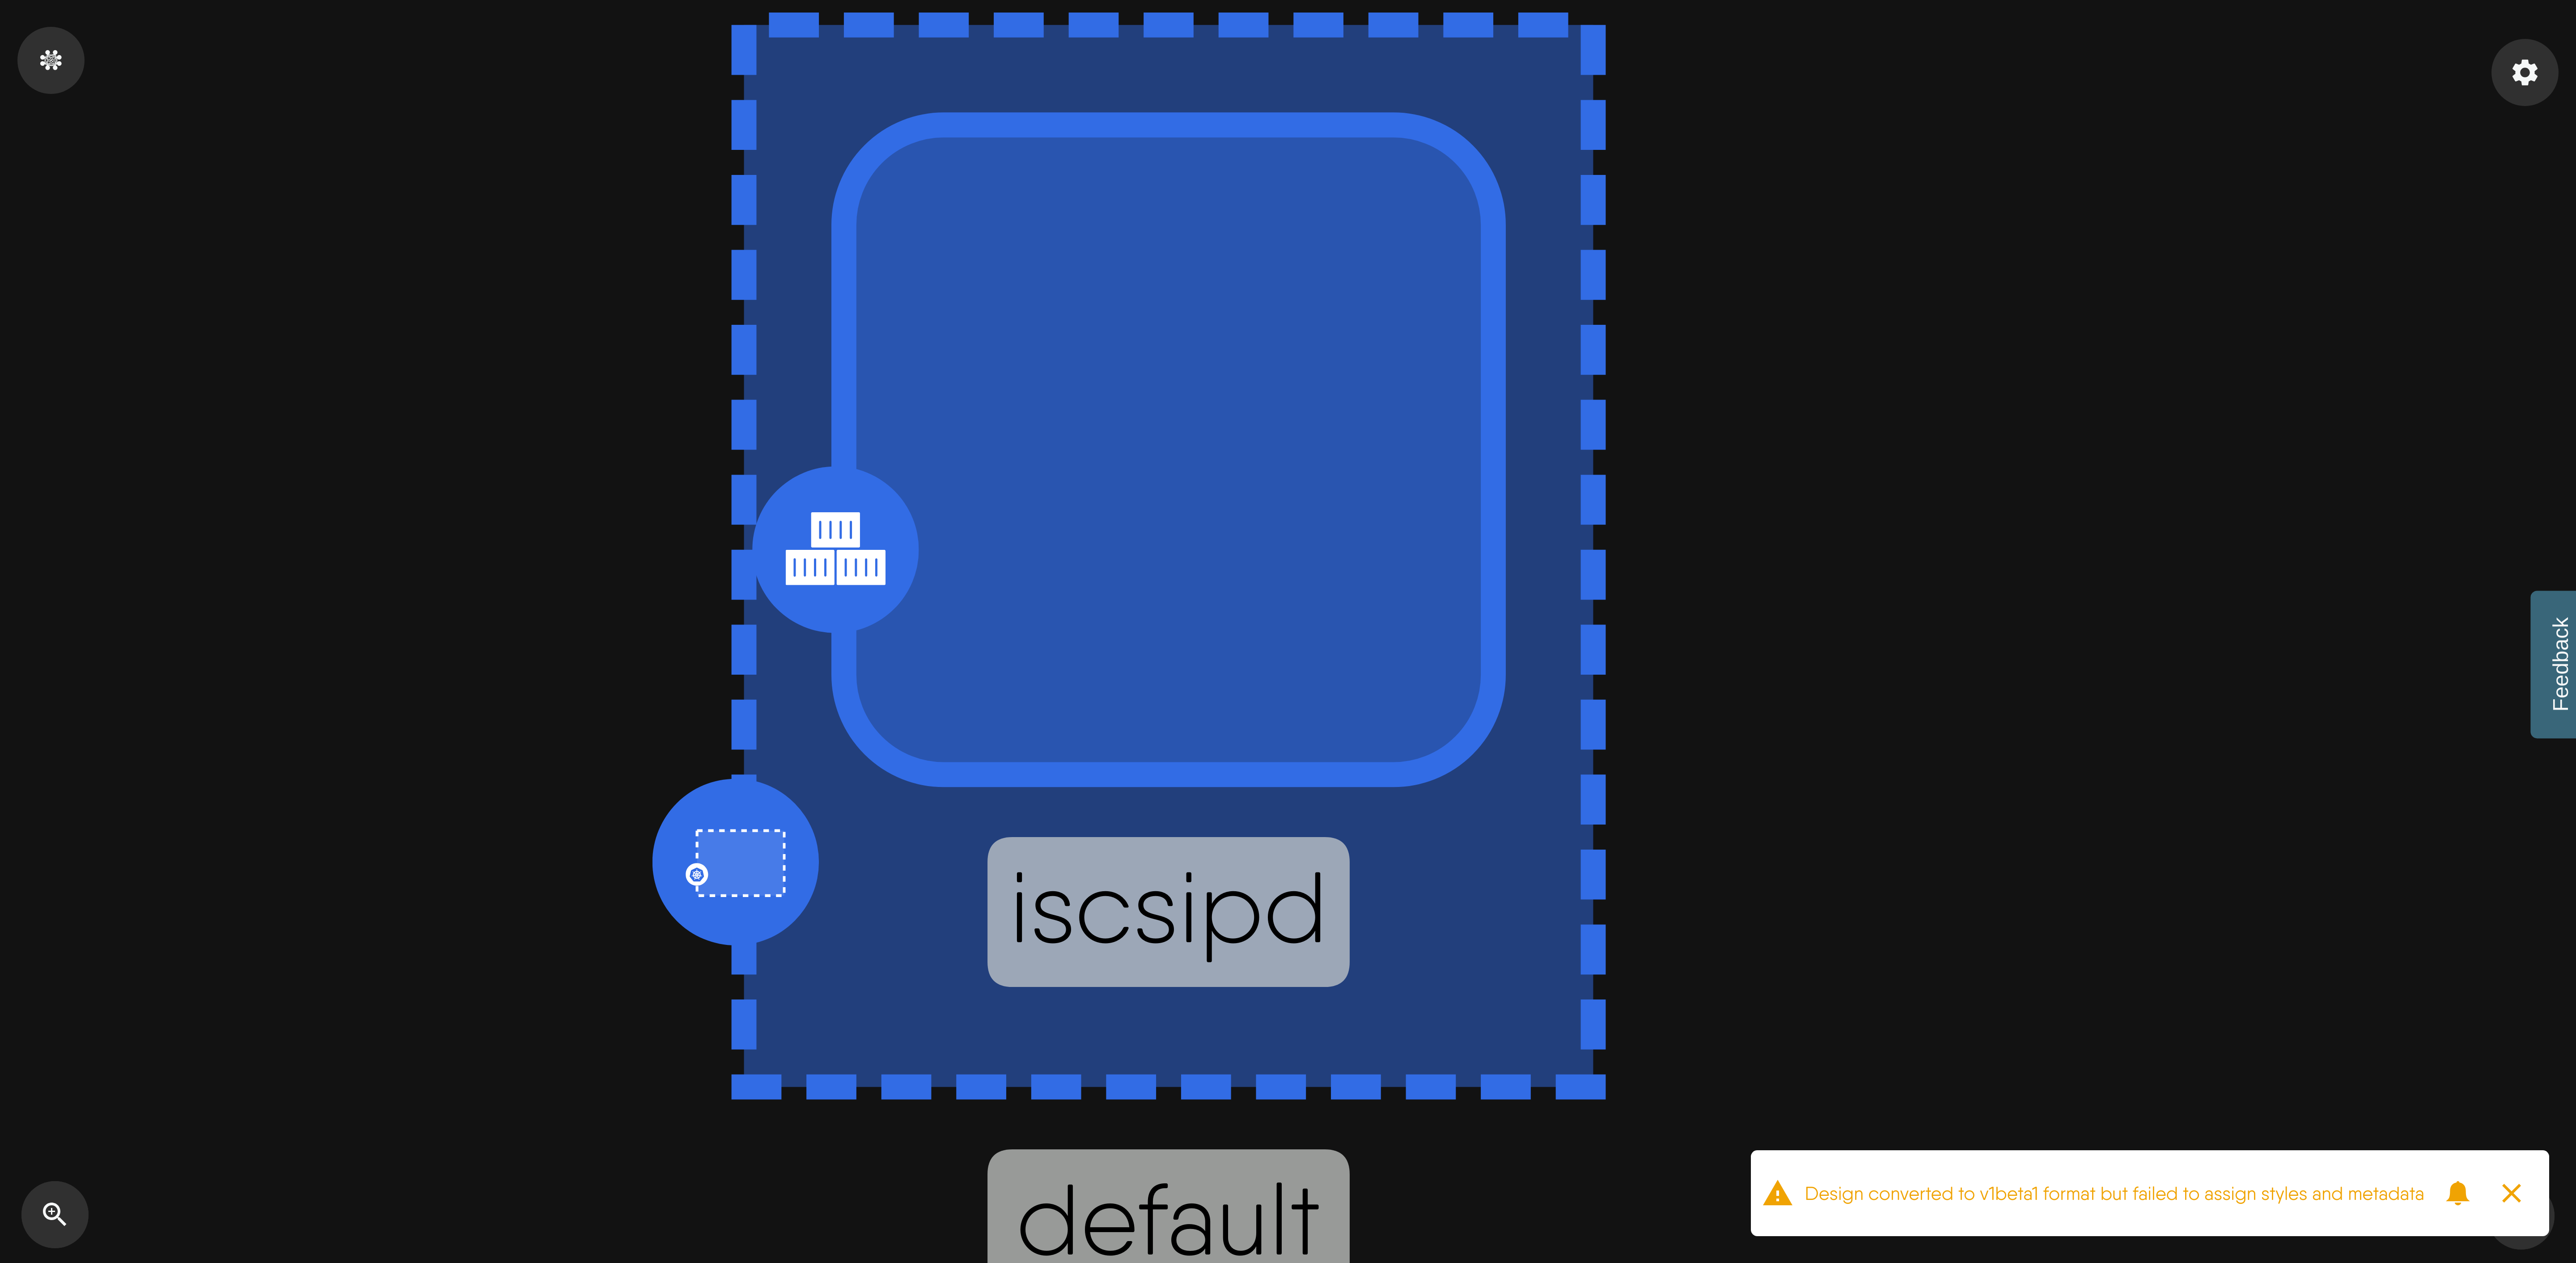 iscsipd
default
Feedback
Design converted to v1beta1 format but failed to assign styles and metadata